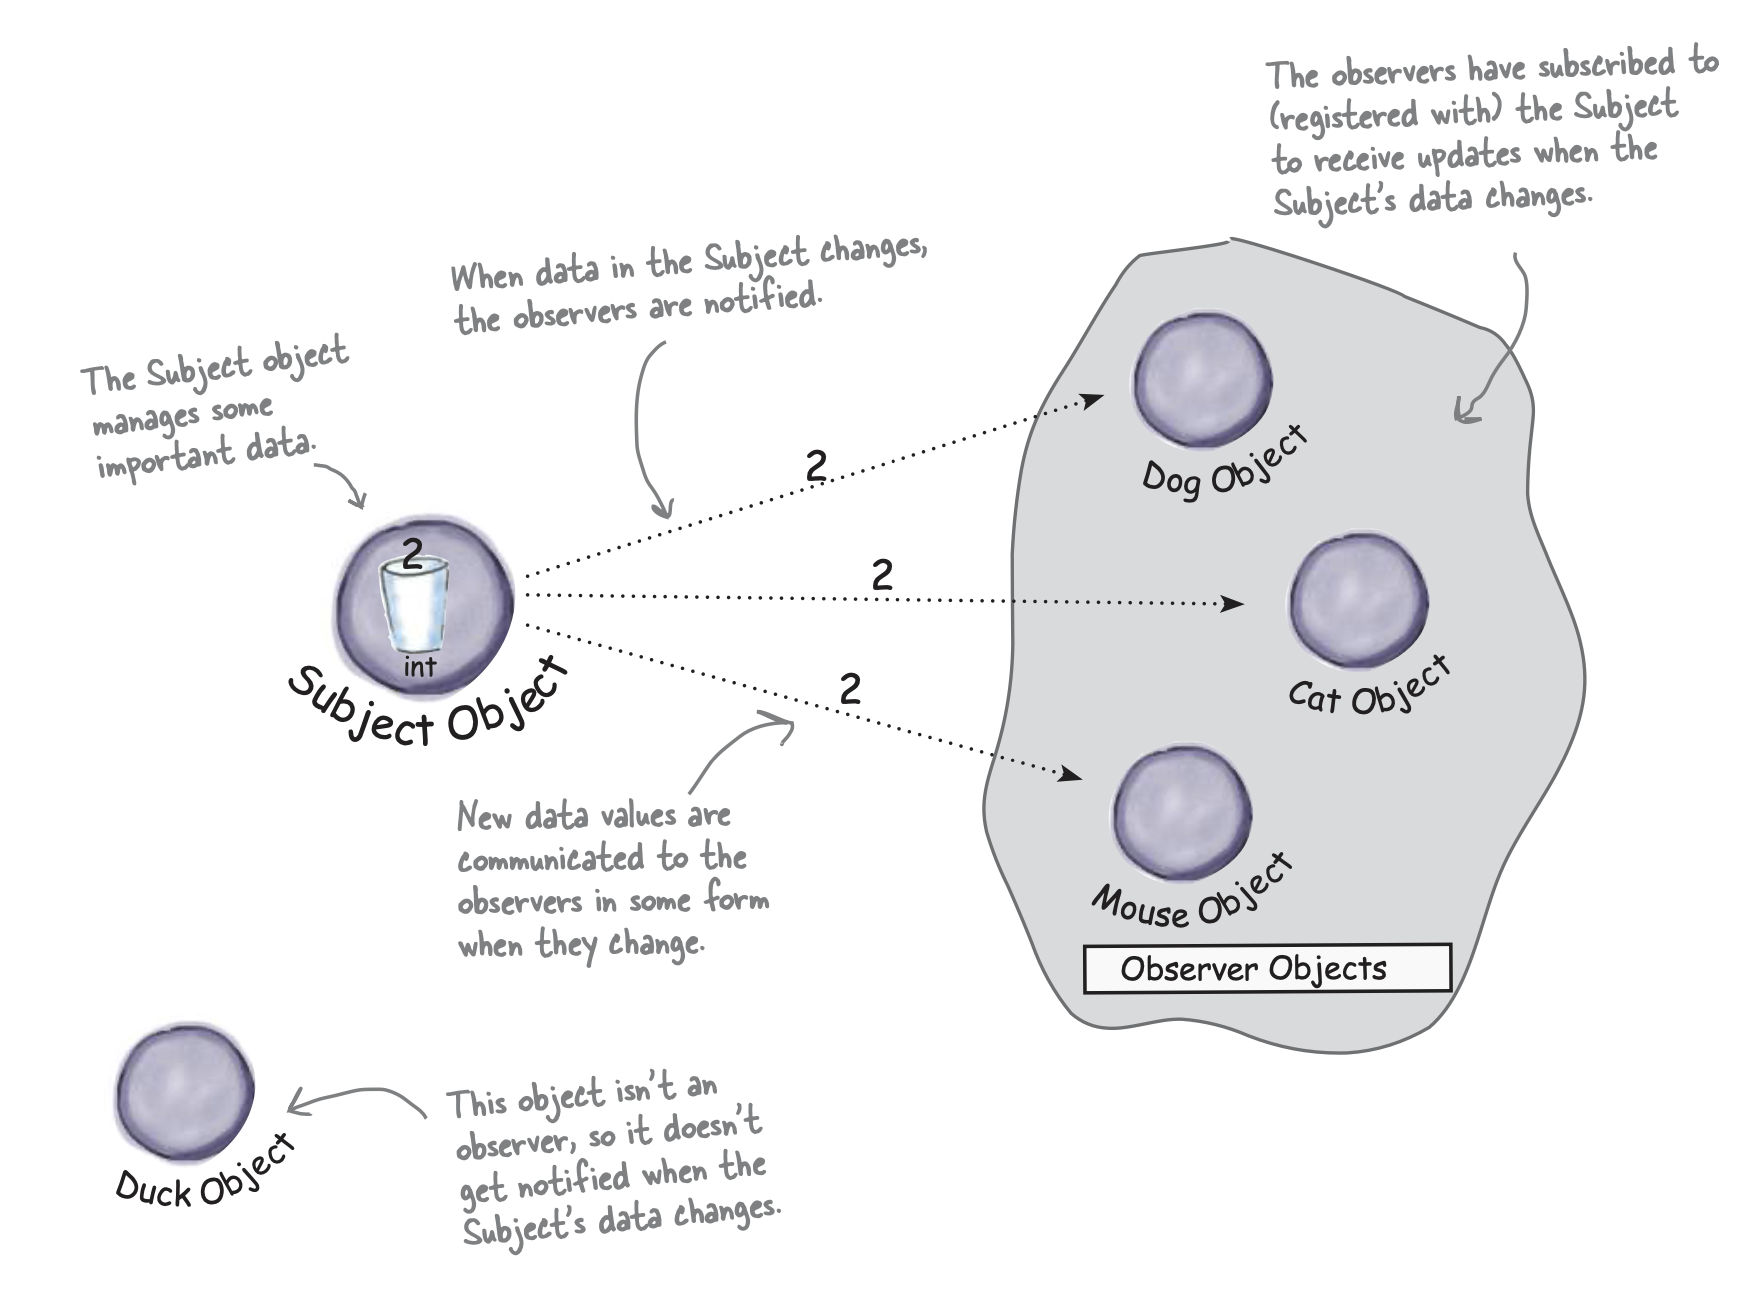 The observers have subscribed to
(registered with) the Subject
to receive updates when the
Subject's data changes.
When data in the Subject changes,
the observers are notified.
The Subject object
manages some
important data.
2
int
Subject Object
2
2
2
Dog Object
Cat Object
Mouse Object
Observer Objects
New data values are
communicated to the
observers in some form
when they change.
Duck Object
This object isn't an
observer, so it doesn't
get notified when the
Subject's data changes.